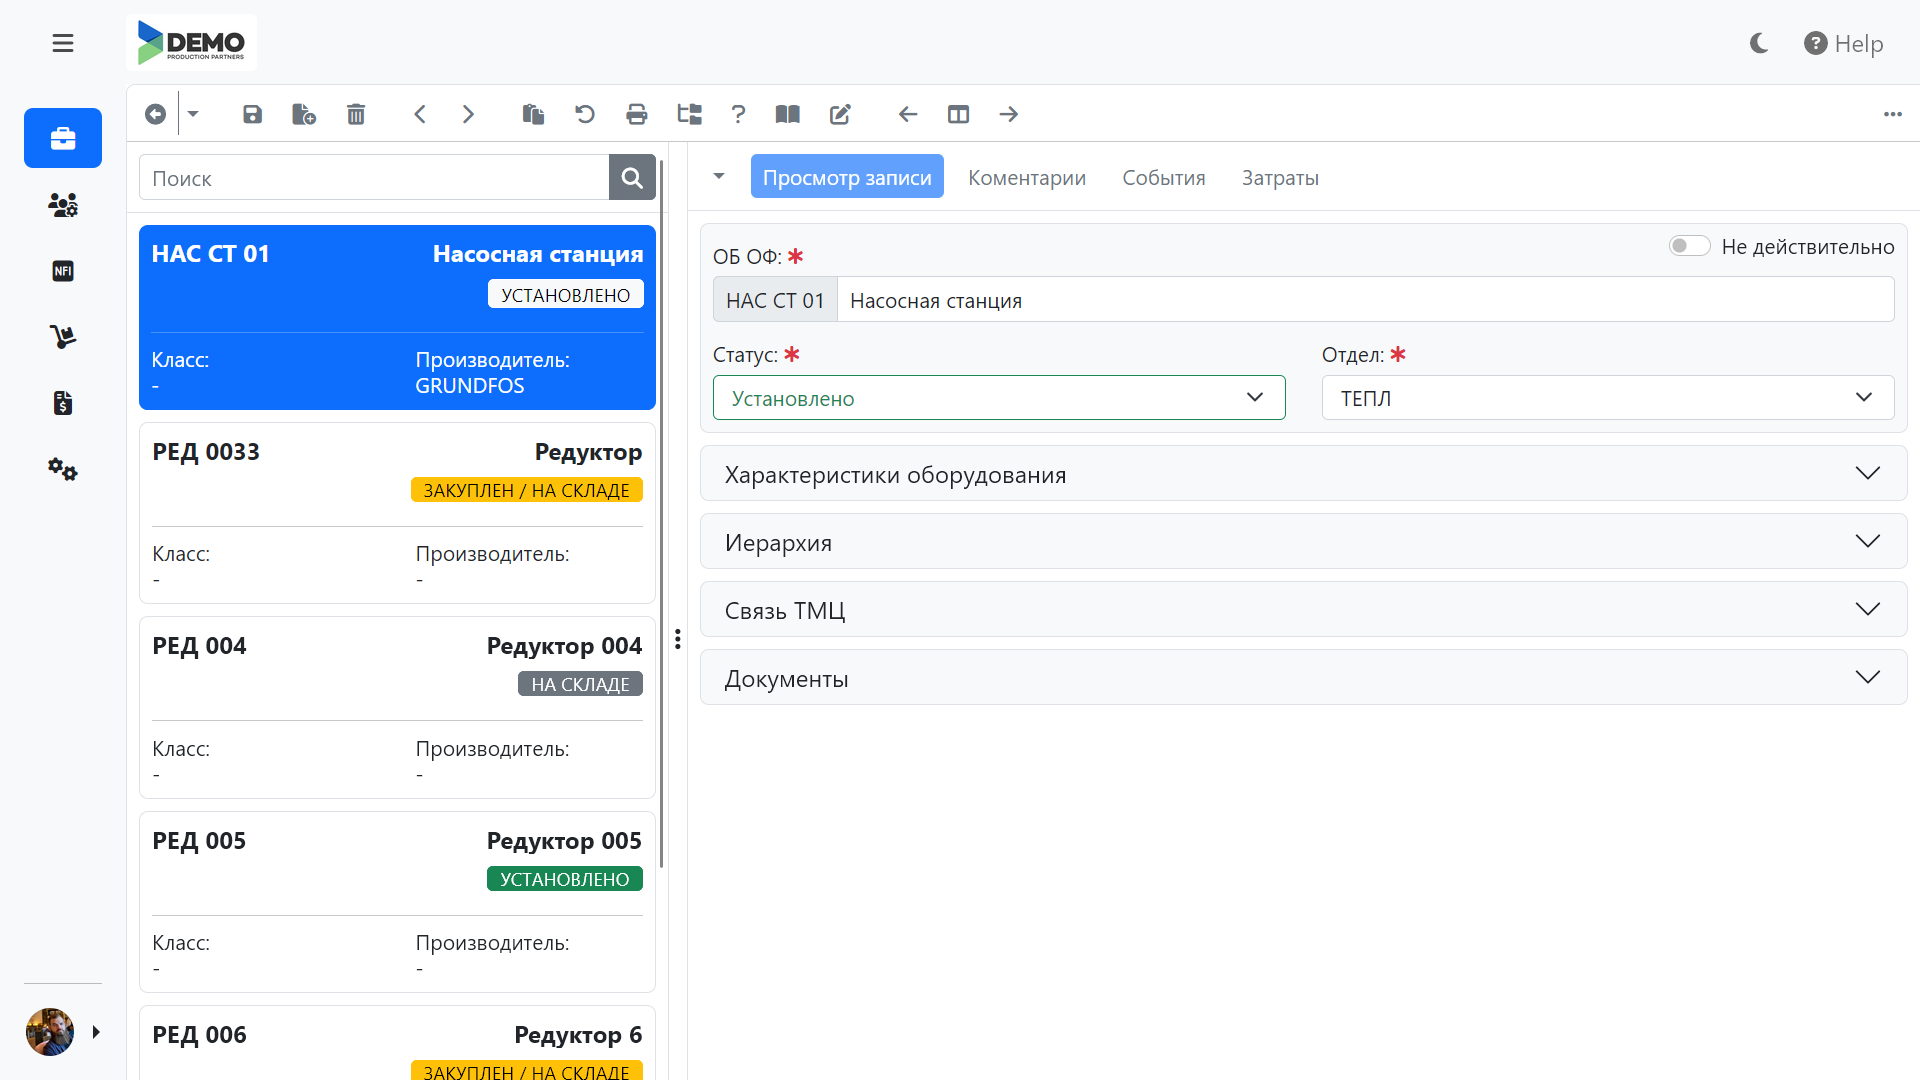 DEMO
PRODUCTION PARTNERS
Help
Поиск
НАС СТ 01
Насосная станция
УСТАНОВЛЕНО
Класс:
-
Производитель:
GRUNDFOS
РЕД 0033
Редуктор
ЗАКУПЛЕН / НА СКЛАДЕ
Класс:
-
Производитель:
-
РЕД 004
Редуктор 004
НА СКЛАДЕ
Класс:
-
Производитель:
-
РЕД 005
Редуктор 005
УСТАНОВЛЕНО
Класс:
-
Производитель:
-
РЕД 006
Редуктор 6
ЗАКУПЛЕН / НА СКЛАДЕ
NFI
Просмотр записи
Коментарии
События
Затраты
ОБ ОФ: *
Не действительно
НАС СТ 01
Насосная станция
Статус: *
Установлено
Отдел: *
ТЕПЛ
Характеристики оборудования
Иерархия
Связь ТМЦ
Документы